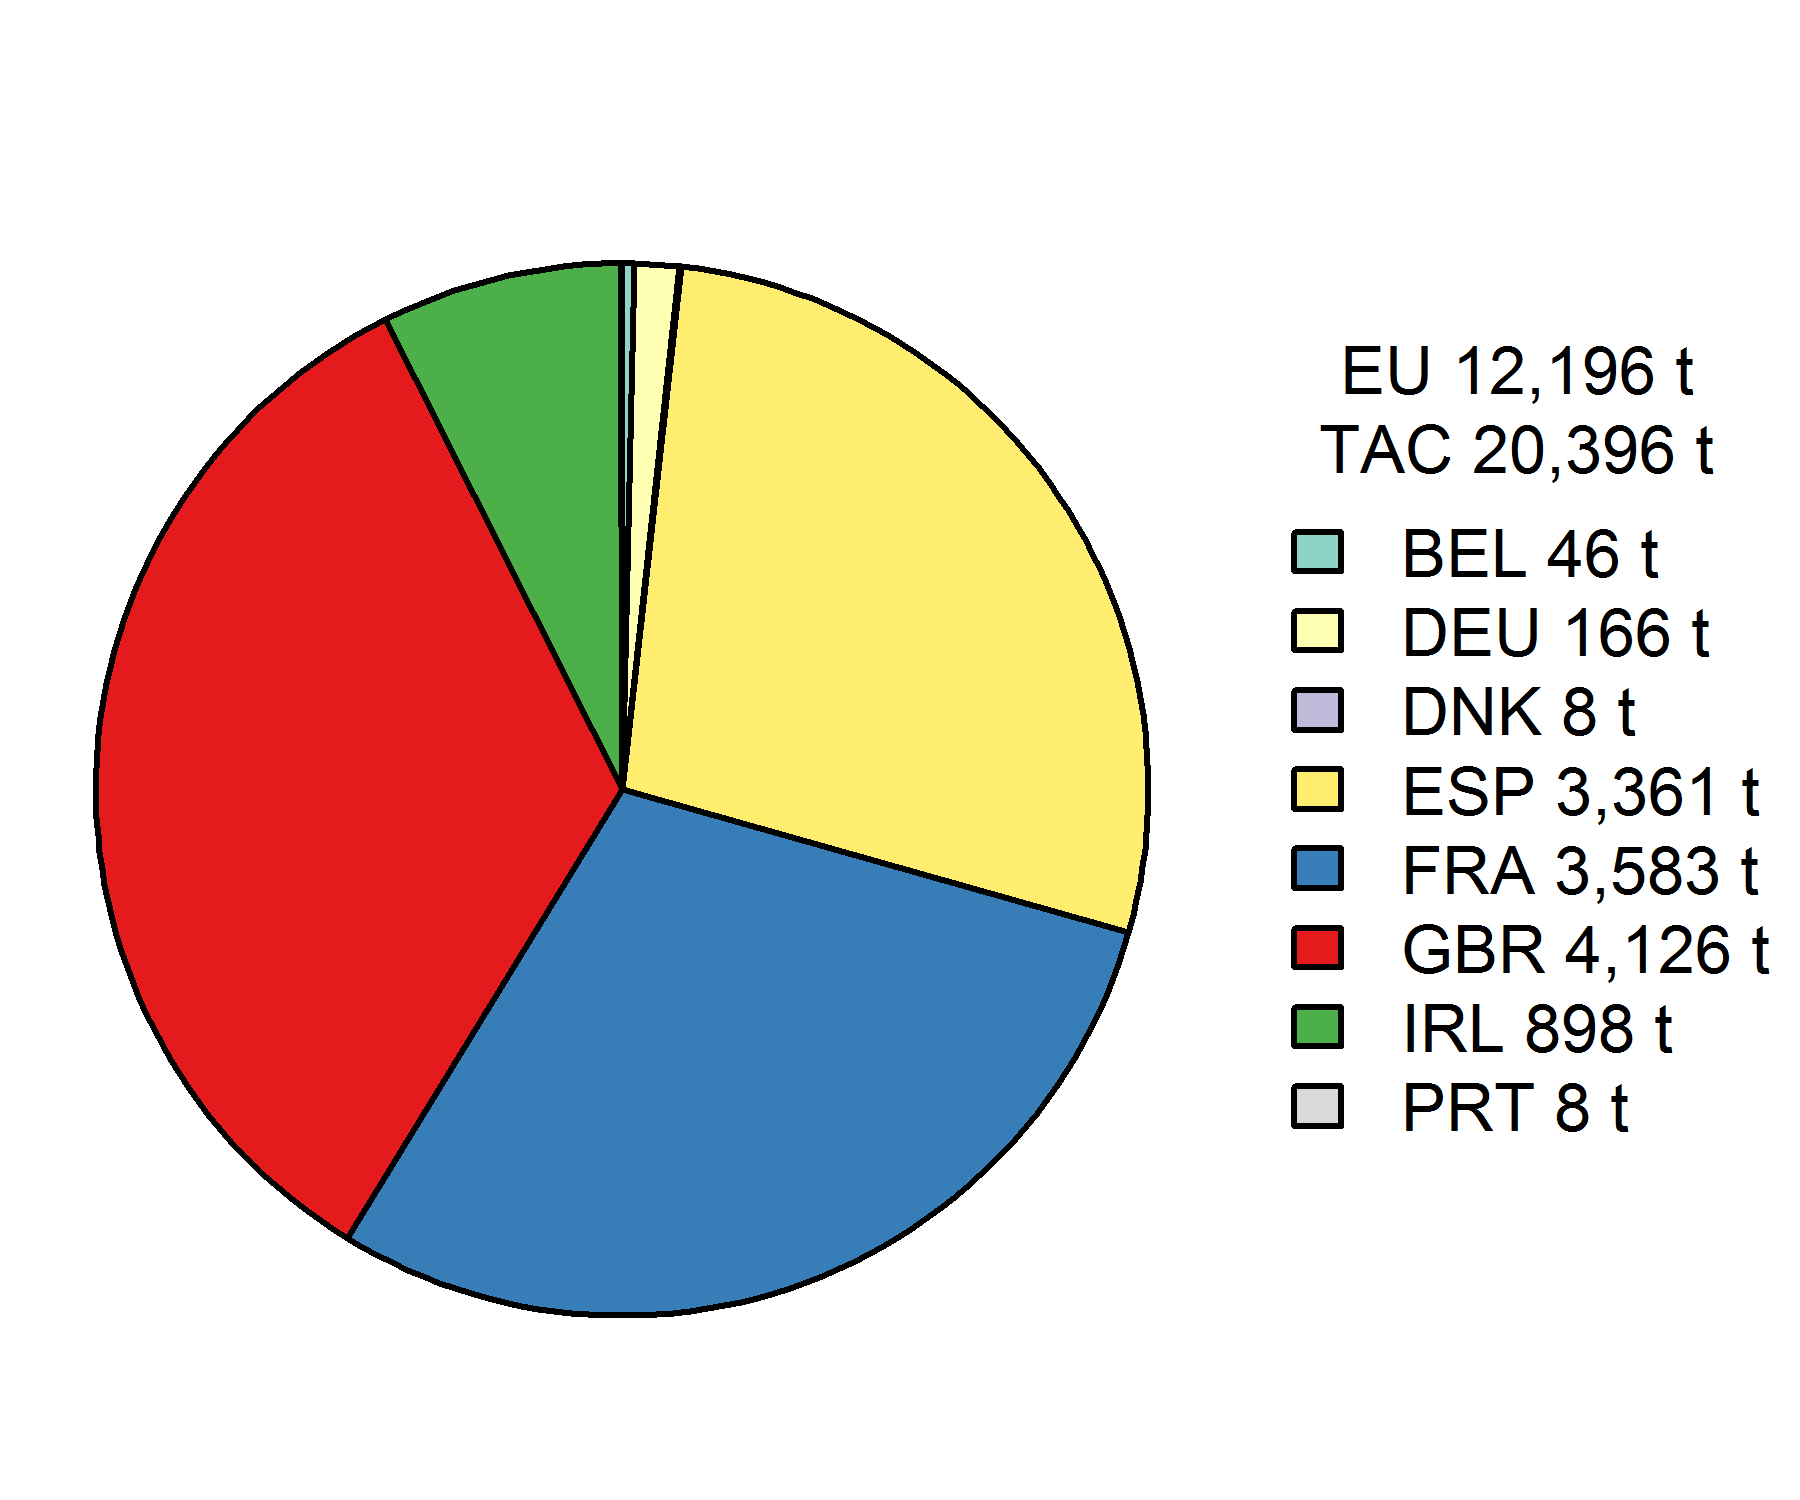 EU 12,196 t
TAC 20,396 t
BEL 46 t
DEU 166 t
DNK 8 t
ESP 3,361 t
FRA 3,583 t
GBR 4,126 t
IRL 898 t
PRT 8 t